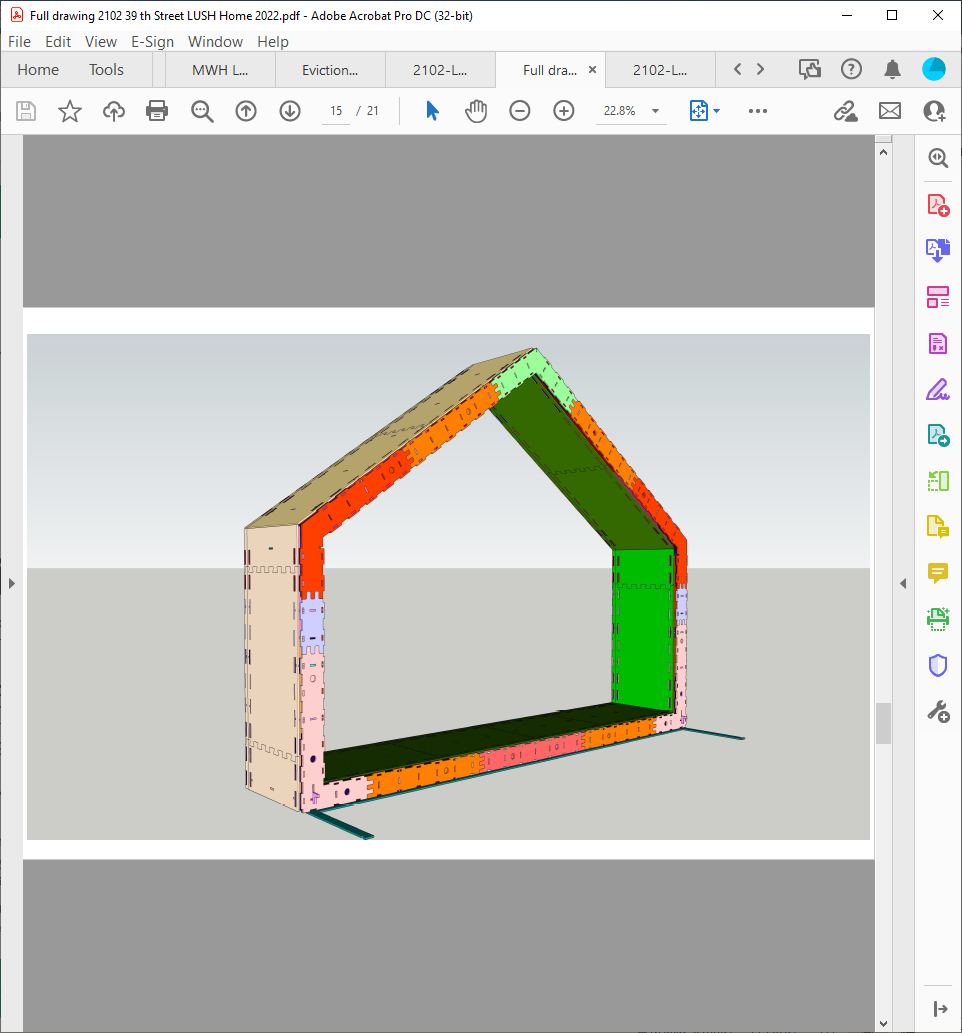 Full drawing 2102 39 th Street LUSH Home 2022.pdf - Adobe Acrobat Pro DC (32-bit)
File Edit View E-Sign Window Help
Home Tools MWH L... Eviction... 2102-L... Full dra... × 2102-L...
15 / 21 22.8%